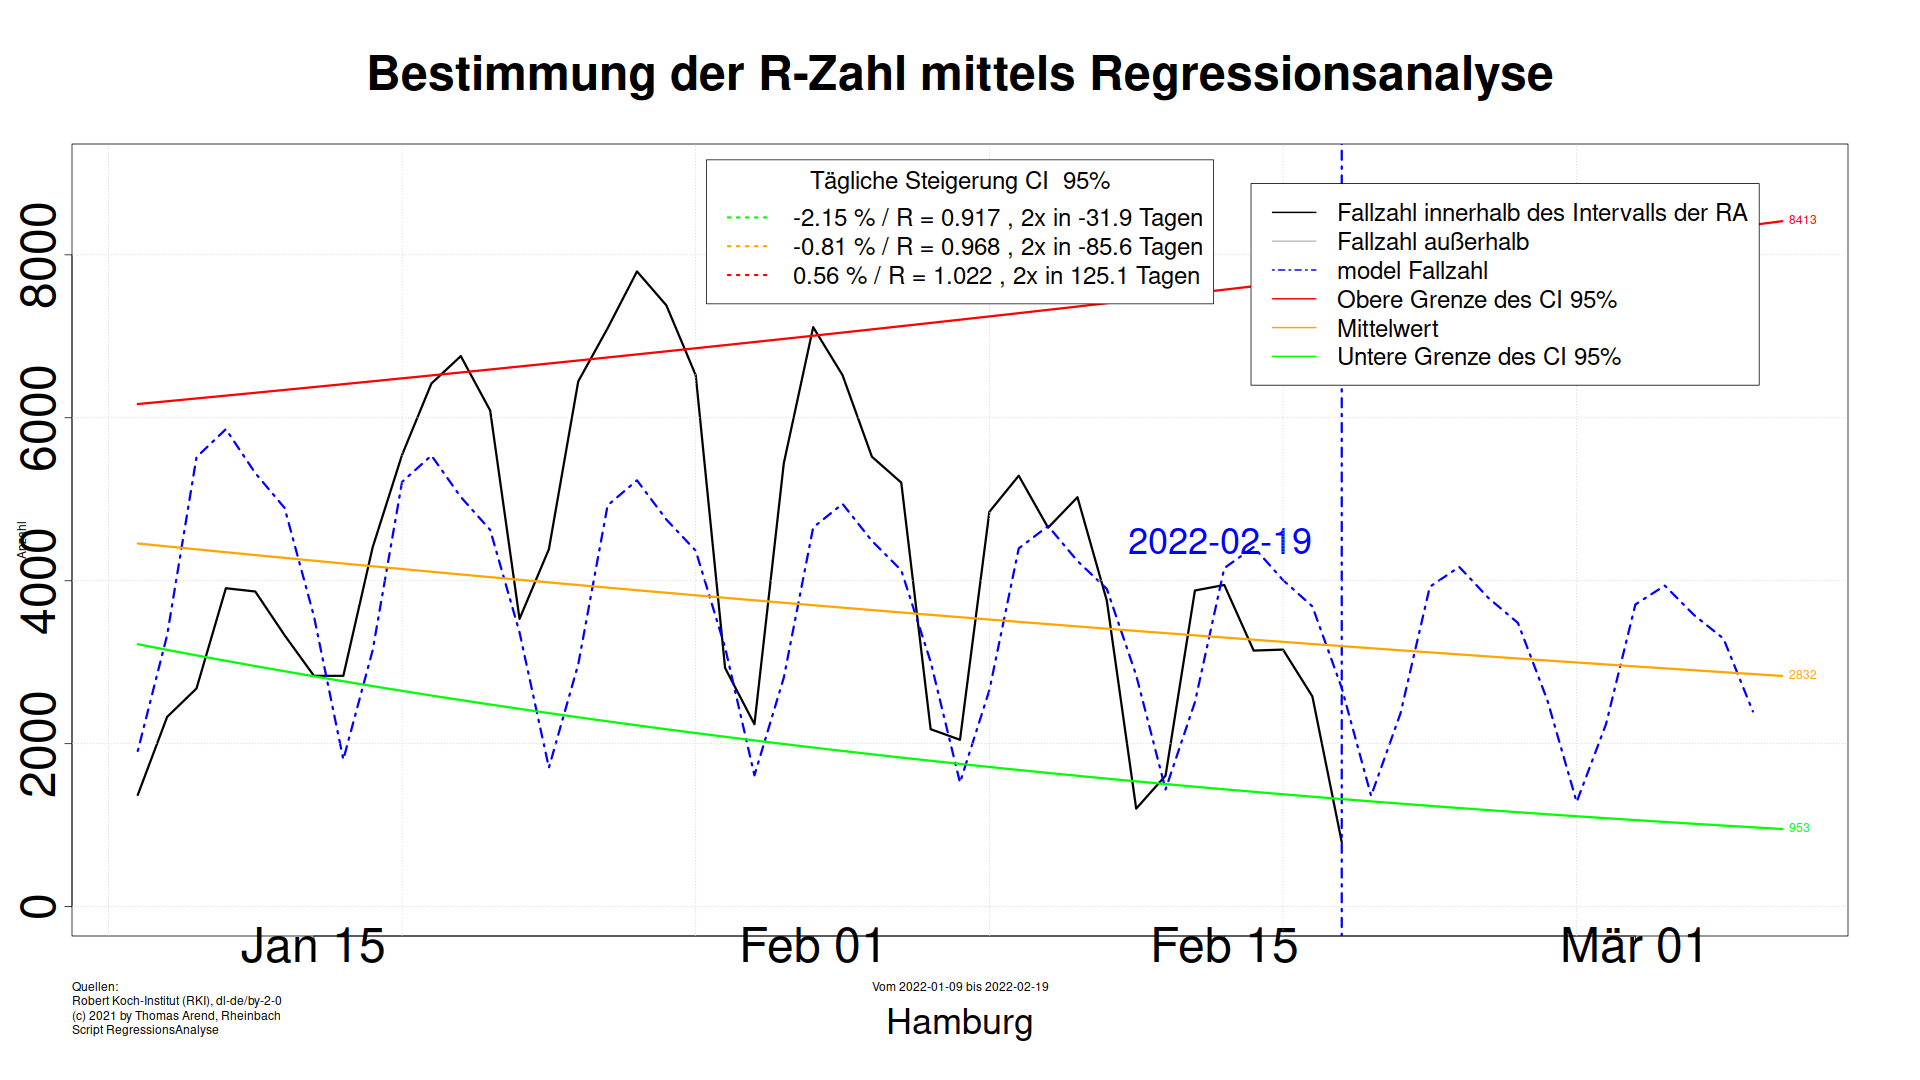 Bestimmung der R-Zahl mittels Regressionsanalyse
Tägliche Steigerung CI  95%
-2.15 % / R = 0.917 , 2x in -31.9 Tagen
-0.81 % / R = 0.968 , 2x in -85.6 Tagen
0.56 % / R = 1.022 , 2x in 125.1 Tagen
Fallzahl innerhalb des Intervalls der RA
Fallzahl außerhalb
model Fallzahl
Obere Grenze des CI 95%
Mittelwert
Untere Grenze des CI 95%
8413
2832
953
2022-02-19
8000
6000
4000
2000
0
Anzahl
Jan 15
Feb 01
Feb 15
Mär 01
Quellen:
Robert Koch-Institut (RKI), dl-de/by-2-0
(c) 2021 by Thomas Arend, Rheinbach
Script RegressionsAnalyse
Vom 2022-01-09 bis 2022-02-19
Hamburg